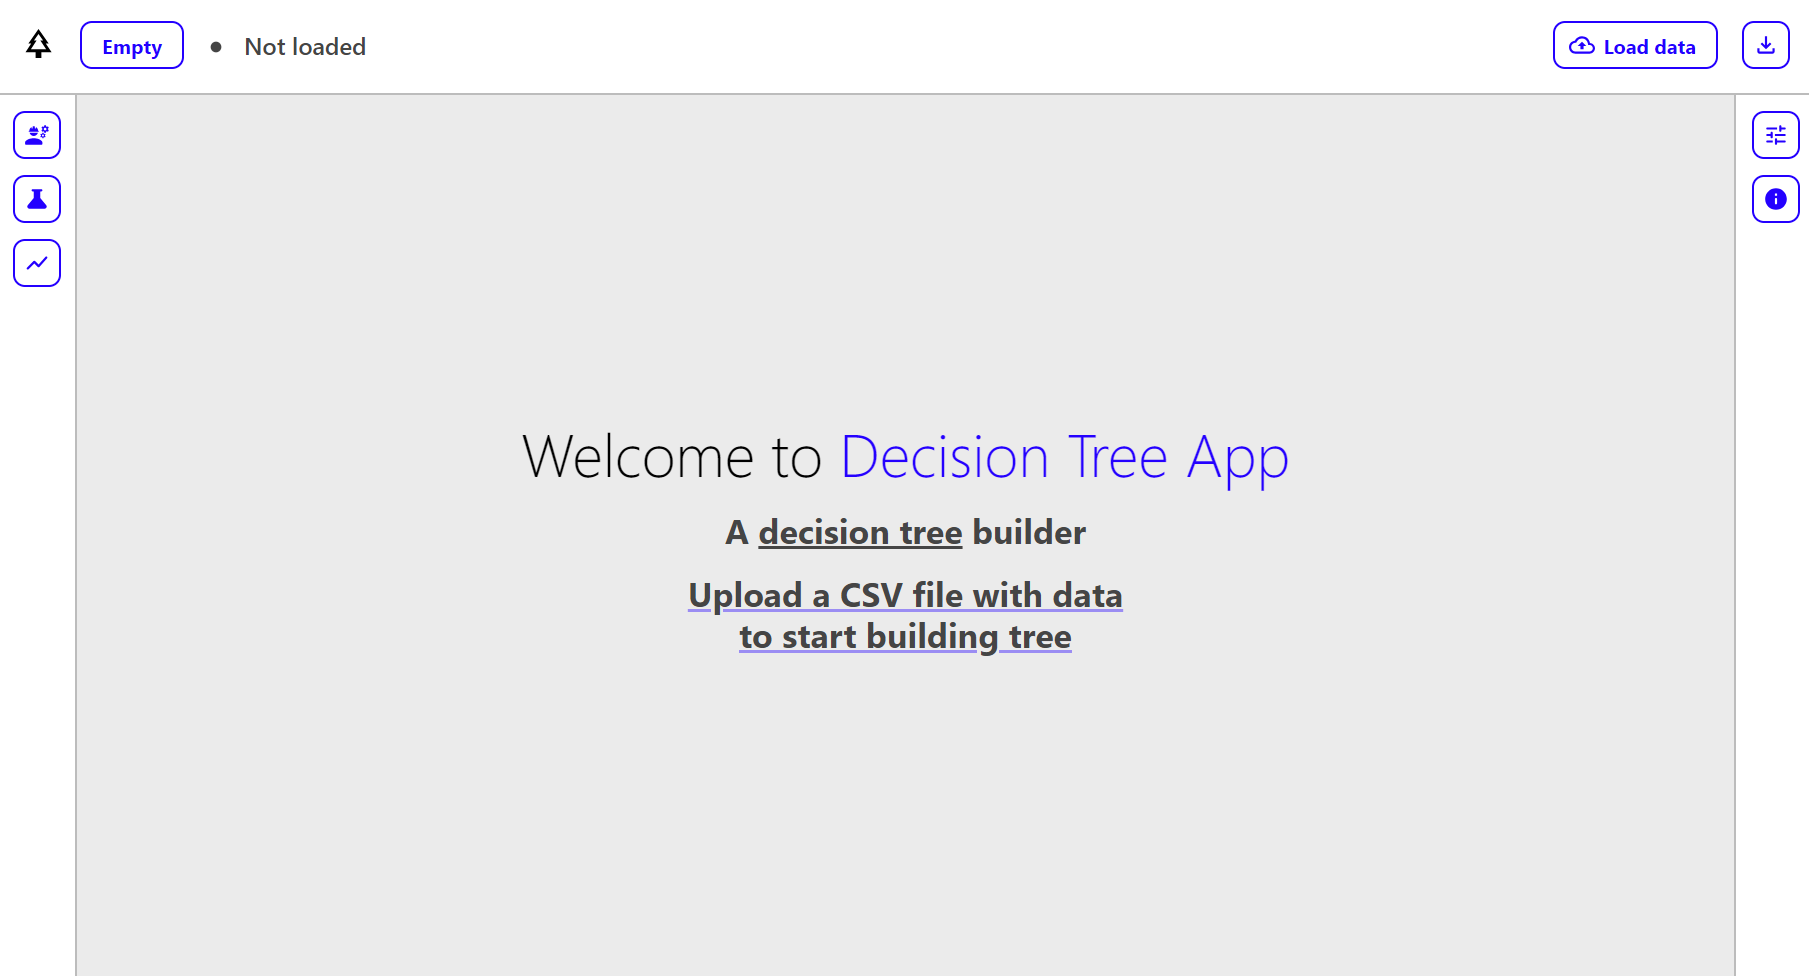 Empty
Not loaded
Load data
Welcome to Decision Tree App
A decision tree builder
Upload a CSV file with data
to start building tree